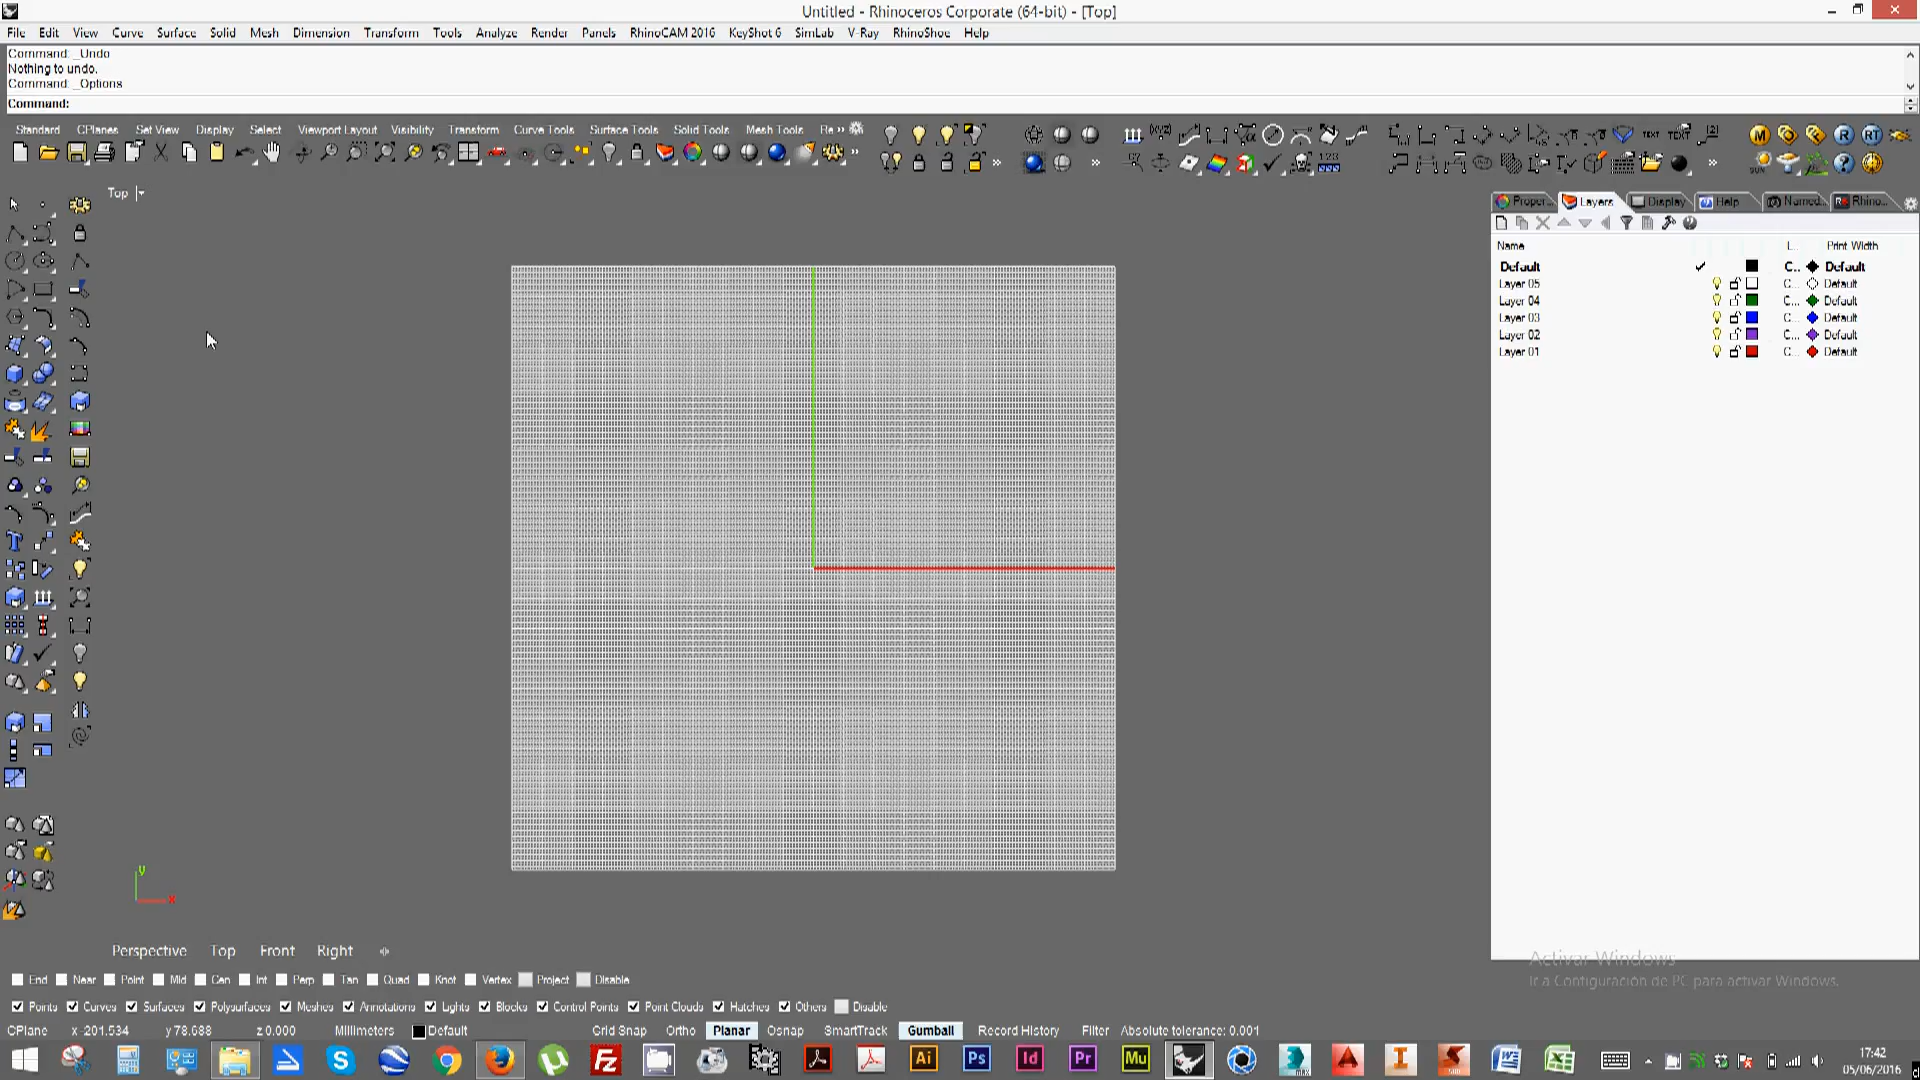 Untitled - Rhinoceros Corporate (64-bit) - [Top]
File Edit View Curve Surface Solid Mesh Dimension Transform Tools Analyze Render Panels RhinoCAM 2016 KeyShot 6 SimLab V-Ray RhinoShoe Help
Command: _Undo
Nothing to undo.
Command: _Options
Command:
Standard CPlanes Set View Display Select Viewport Layout Visibility Transform Curve Tools Surface Tools Solid Tools Mesh Tools Re
Top
Proper... Layers Display Help Named... Rhino...
Name L... Print Width
Default C... Default
Layer 05 C... Default
Layer 04 C... Default
Layer 03 C... Default
Layer 02 C... Default
Layer 01 C... Default
y
x
Perspective Top Front Right
Activar Windows
Ir a Configuración de PC para activar Windows.
End Near Point Mid Cen Int Perp Tan Quad Knot Vertex Project Disable
Points Curves Surfaces Polysurfaces Meshes Annotations Lights Blocks Control Points Point Clouds Hatches Others Disable
CPlane x -201.534 y 78.688 z 0.000 Millimeters Default Grid Snap Ortho Planar Osnap SmartTrack Gumball Record History Filter Absolute tolerance: 0.001
17:42
05/06/2016